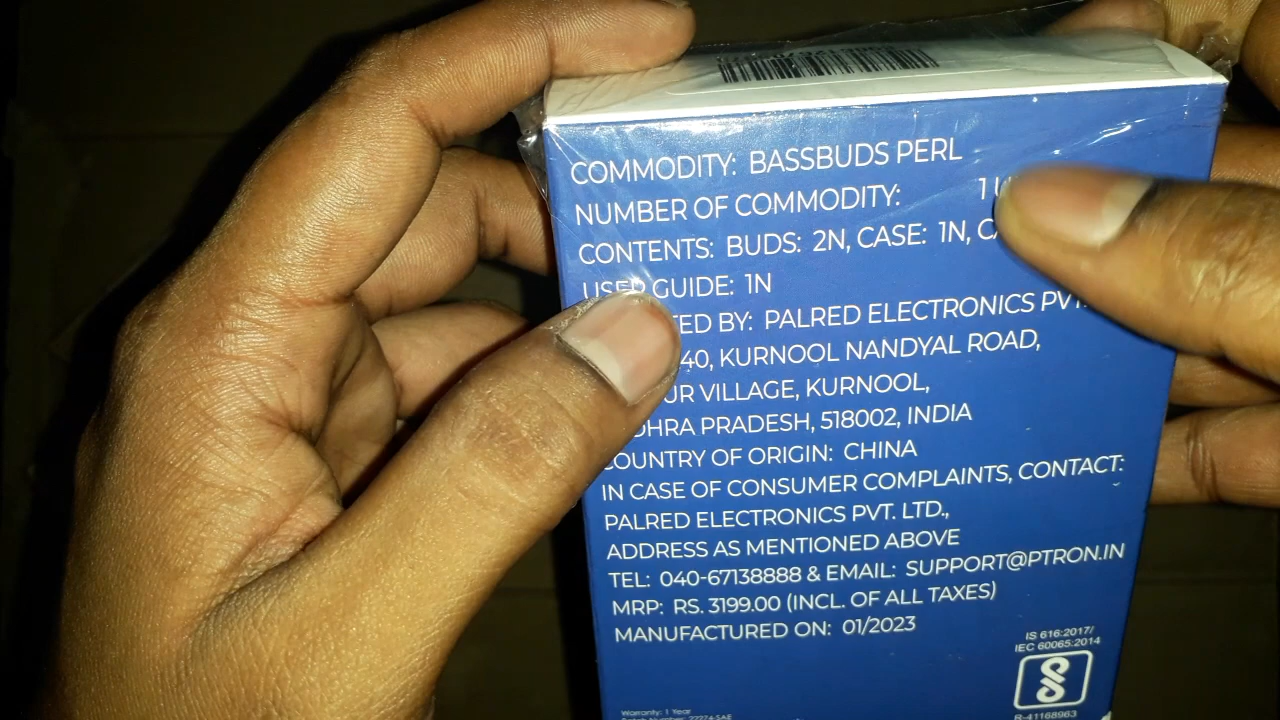 COMMODITY: BASSBUDS PERL
NUMBER OF COMMODITY: 1
CONTENTS: BUDS: 2N, CASE: 1N,
USER GUIDE: 1N
BY: PALRED ELECTRONICS
40, KURNOOL NANDYAL ROAD,
VILLAGE, KURNOOL,
PRADESH, 518002, INDIA
COUNTRY OF ORIGIN: CHINA
IN CASE OF CONSUMER COMPLAINTS, CONTACT:
PALRED ELECTRONICS PVT. LTD.,
ADDRESS AS MENTIONED ABOVE
TEL: 040-67138888 & EMAIL: SUPPORT@PTRON.IN
MRP: RS. 3199.00 (INCL. OF ALL TAXES)
MANUFACTURED ON: 01/2023
IS 616:2017/
IEC 60065:2014
R-41168963
Warranty: 1 Year